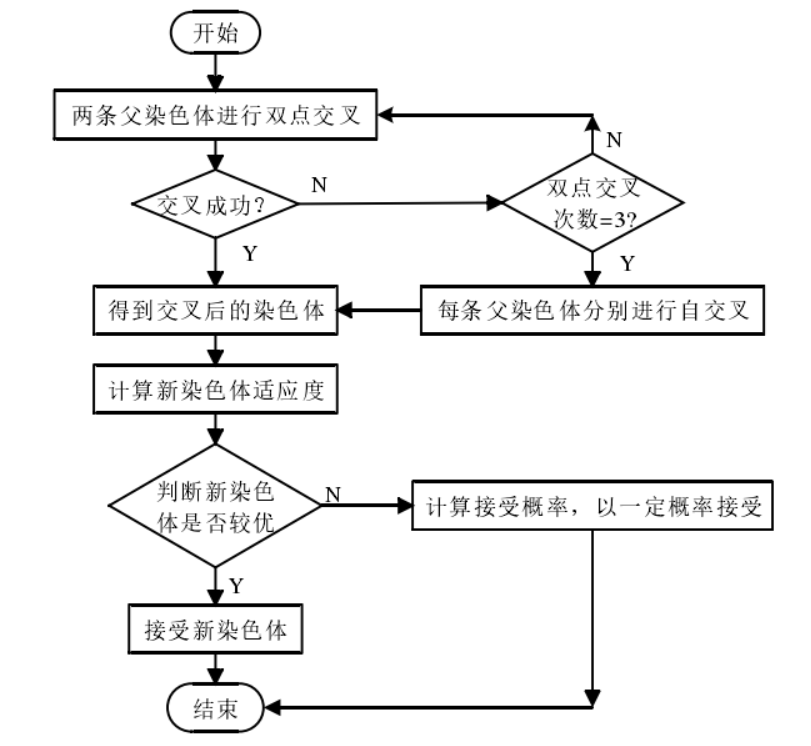 开始
两条父染色体进行双点交叉
N
交叉成功?
N
双点交叉
次数=3?
Y
Y
得到交叉后的染色体
每条父染色体分别进行自交叉
计算新染色体适应度
判断新染色
体是否较优
N
计算接受概率，以一定概率接受
Y
接受新染色体
结束